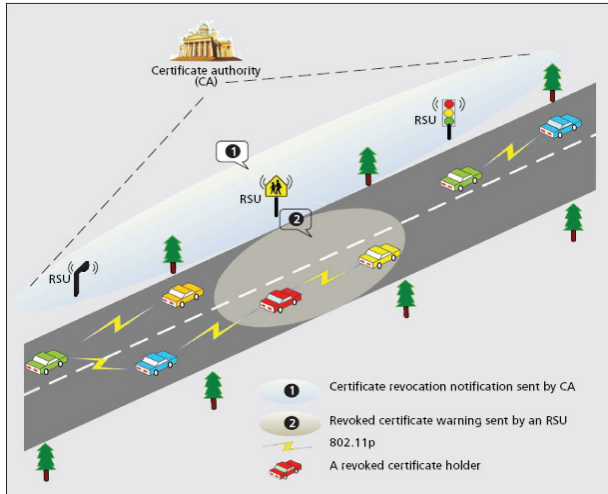 Certificate authority
(CA)
RSU
1
RSU
2
RSU
1 Certificate revocation notification sent by CA
2 Revoked certificate warning sent by an RSU
802.11p
A revoked certificate holder